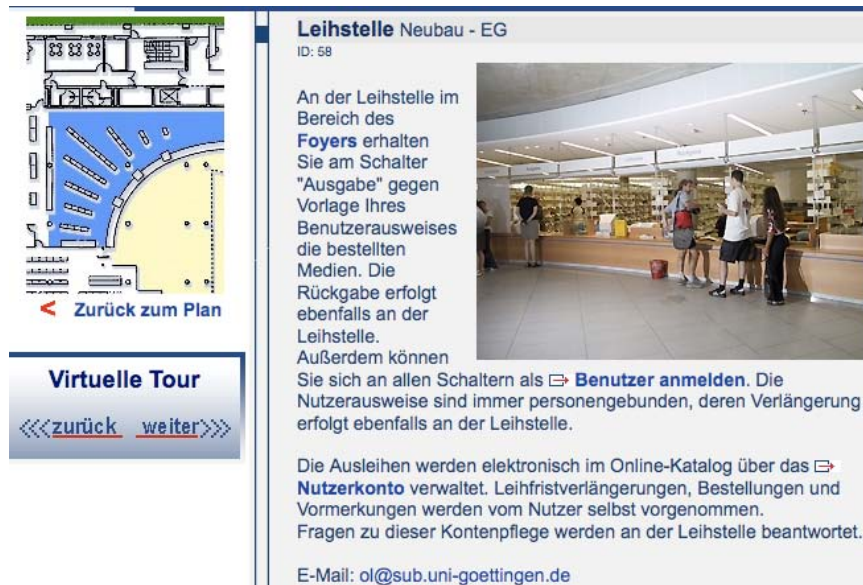 Leihstelle Neubau - EG
ID: 58
An der Leihstelle im
Bereich des
Foyers erhalten
Sie am Schalter
"Ausgabe" gegen
Vorlage Ihres
Benutzerausweises
die bestellten
Medien. Die
Rückgabe erfolgt
ebenfalls an der
Leihstelle.
Außerdem können
Sie sich an allen Schaltern als Benutzer anmelden. Die
Nutzerausweise sind immer personengebunden, deren Verlängerung
erfolgt ebenfalls an der Leihstelle.
Die Ausleihen werden elektronisch im Online-Katalog über das
Nutzerkonto verwaltet. Leihfristverlängerungen, Bestellungen und
Vormerkungen werden vom Nutzer selbst vorgenommen.
Fragen zu dieser Kontenpflege werden an der Leihstelle beantwortet.
E-Mail: ol@sub.uni-goettingen.de
< Zurück zum Plan
Virtuelle Tour
<<<zurück weiter>>>